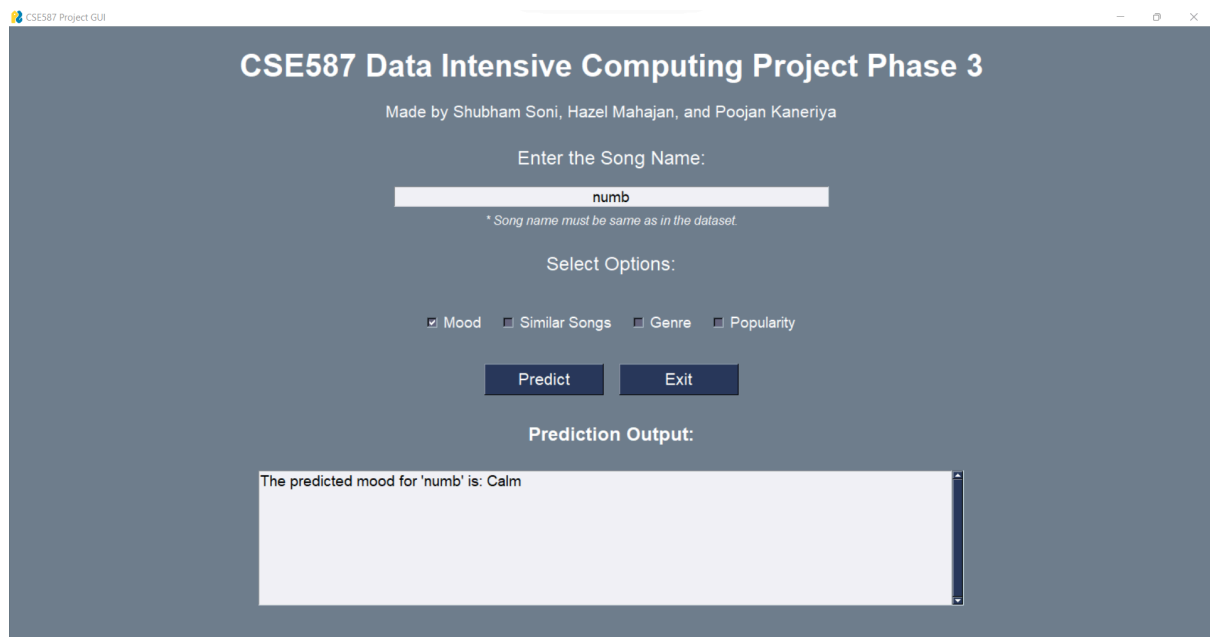 CSE587 Project GUI
CSE587 Data Intensive Computing Project Phase 3
Made by Shubham Soni, Hazel Mahajan, and Poojan Kaneriya
Enter the Song Name:
numb
* Song name must be same as in the dataset.
Select Options:
Mood Similar Songs Genre Popularity
Predict Exit
Prediction Output:
The predicted mood for 'numb' is: Calm